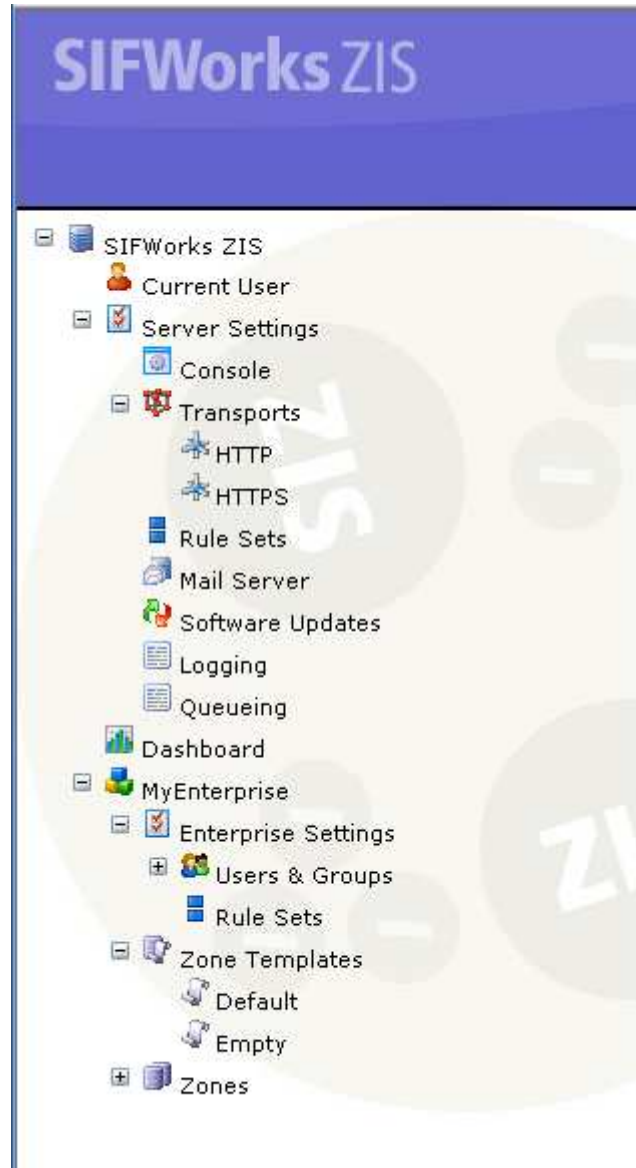 SIFWorks ZIS
SIFWorks ZIS
Current User
Server Settings
Console
Transports
HTTP
HTTPS
Rule Sets
Mail Server
Software Updates
Logging
Queueing
Dashboard
MyEnterprise
Enterprise Settings
Users & Groups
Rule Sets
Zone Templates
Default
Empty
Zones
ZIS